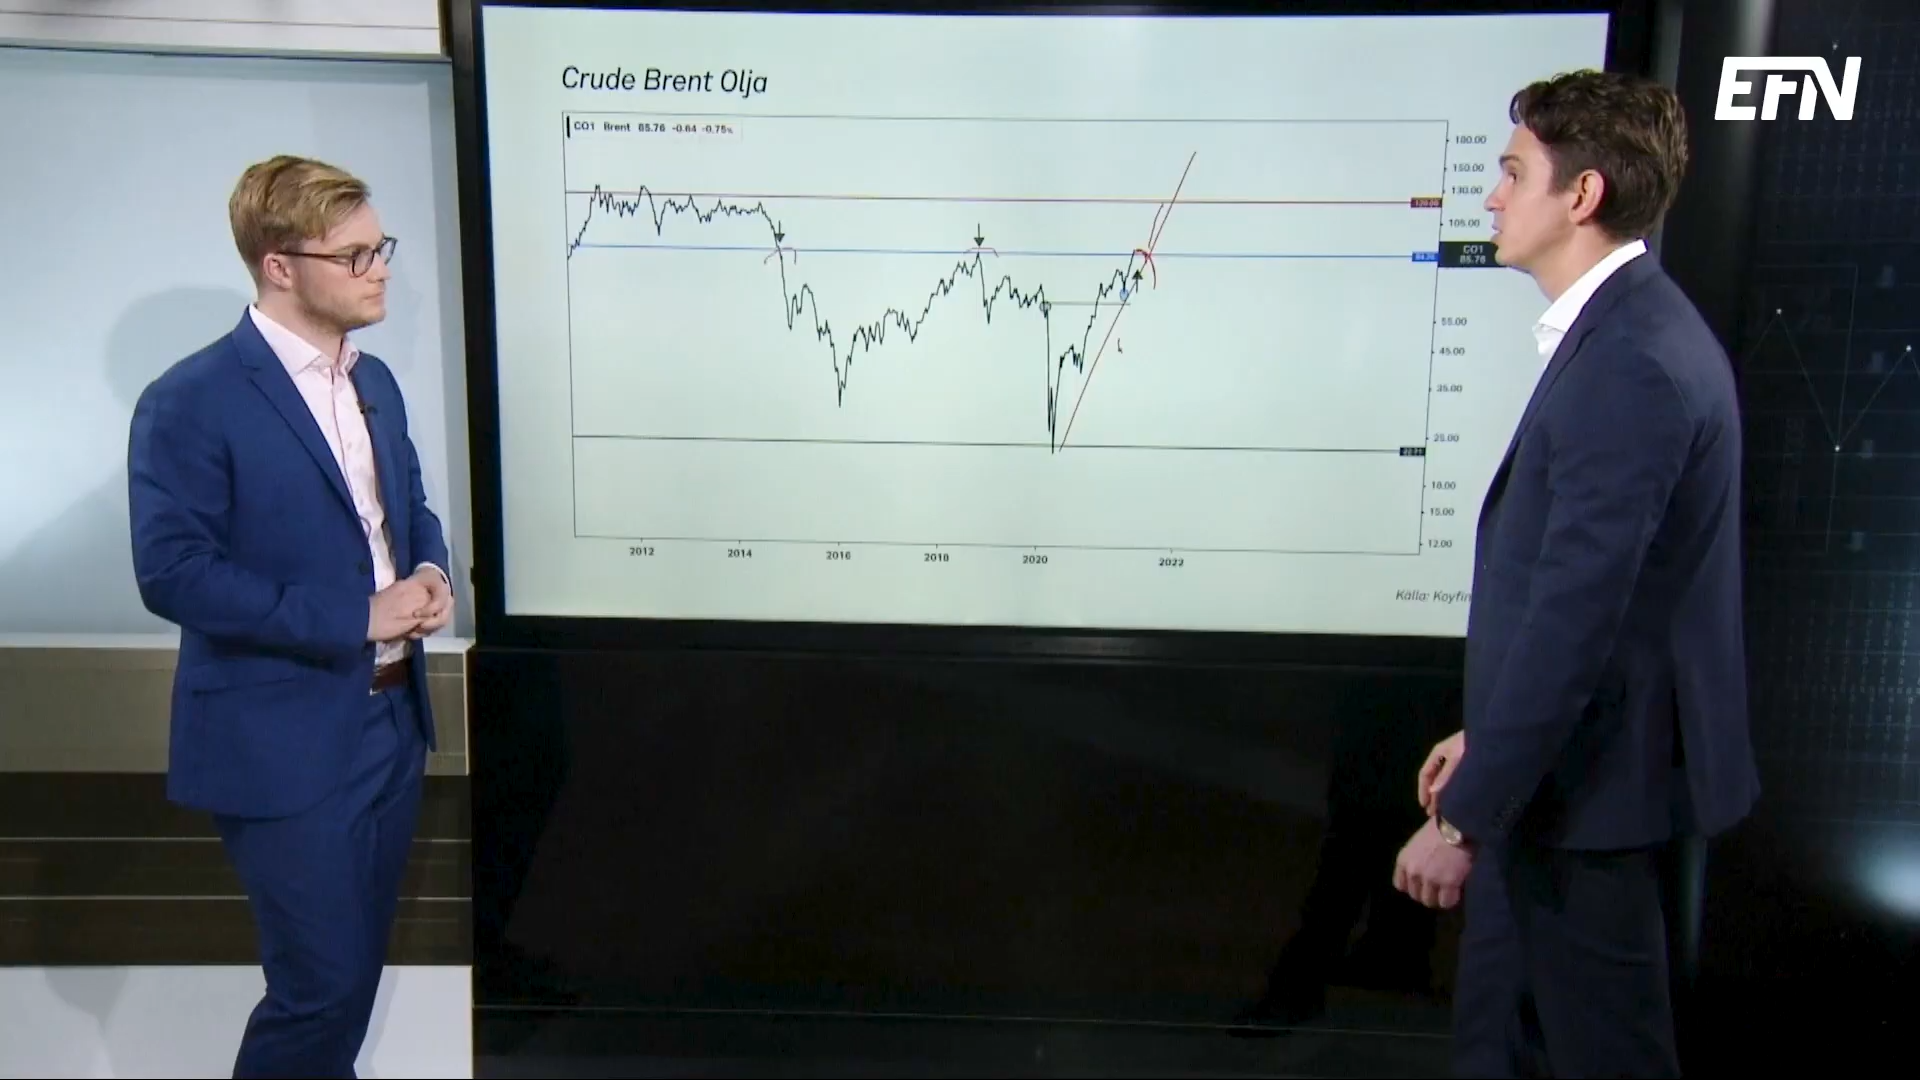 EFN
Crude Brent Olja
CO1 Brent 85.76 -0.64 -0.75%
180.00
150.00
130.00
120.00
105.00
CO1
85.76
55.00
45.00
35.00
25.00
22.71
18.00
15.00
12.00
2012 2014 2016 2018 2020 2022
Källa: Koyfin